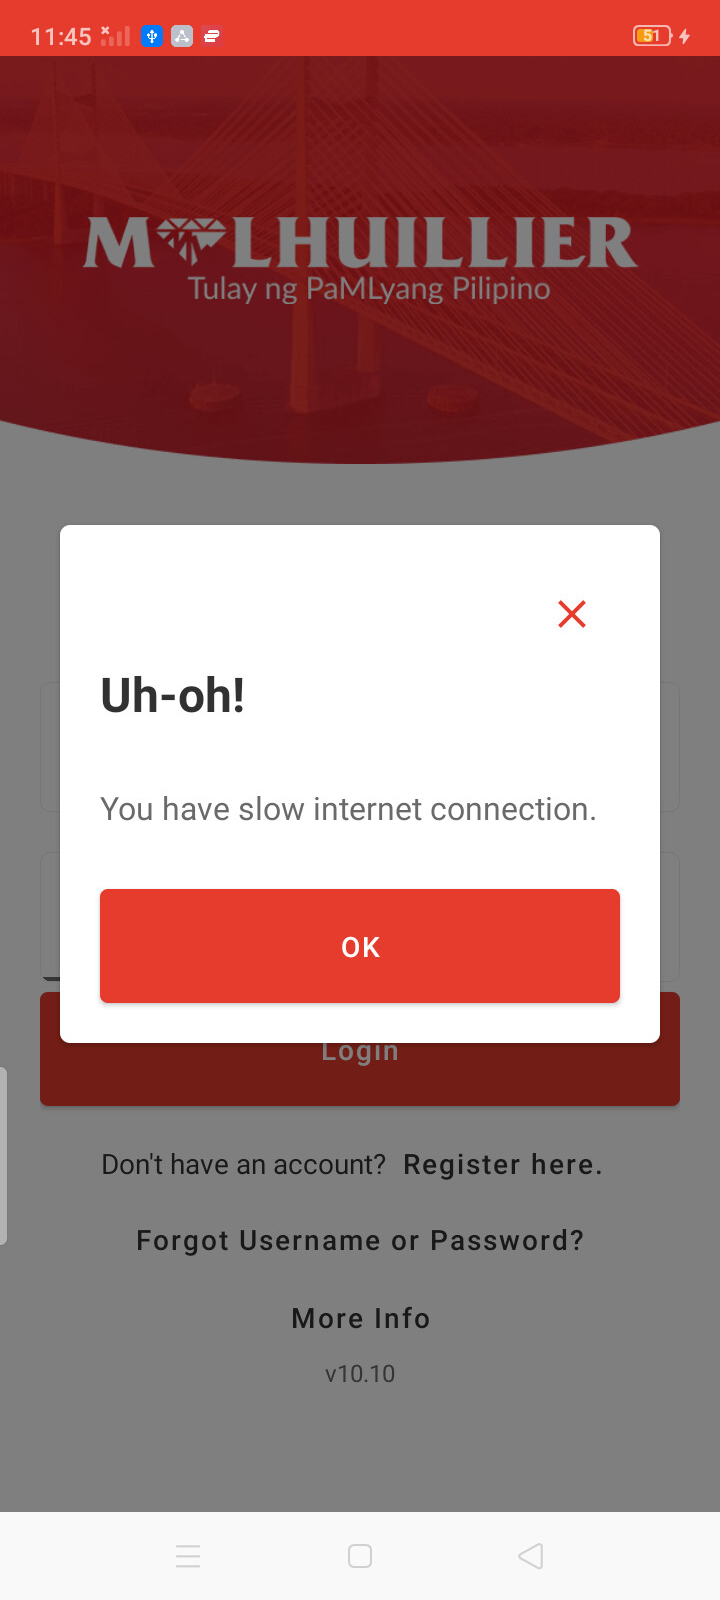 11:45
51
M LHUILLIER
Tulay ng PaMLyang Pilipino
Uh-oh!
You have slow internet connection.
OK
Login
Don't have an account? Register here.
Forgot Username or Password?
More Info
v10.10